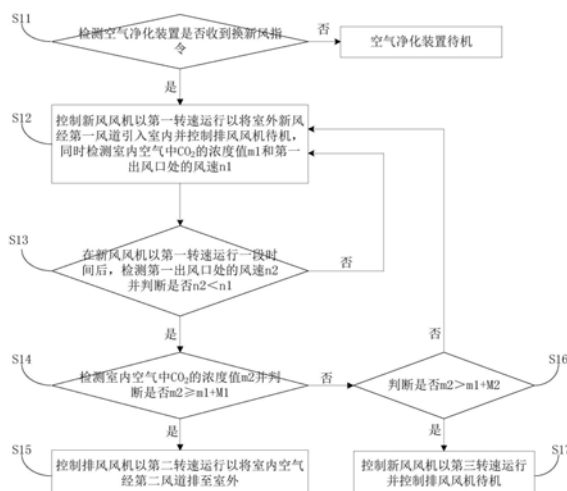 S11
检测空气净化装置是否收到换新风指
令
否
空气净化装置待机
是
S12
控制新风风机以第一转速运行以将室外新风
经第一风道引入室内并控制排风风机待机，
同时检测室内空气中CO₂的浓度值m1和第一
出风口处的风速n1
S13
在新风风机以第一转速运行一段时
间后，检测第一出风口处的风速n2
并判断是否n2<n1
否
是
否
S14
检测室内空气中CO₂的浓度值m2并判
断是否m2≥m1+M1
否
判断是否m2>m1+M2
S16
是
是
S15
控制排风风机以第二转速运行以将室内空气
经第二风道排至室外
控制新风风机以第三转速运行
并控制排风风机待机
S17